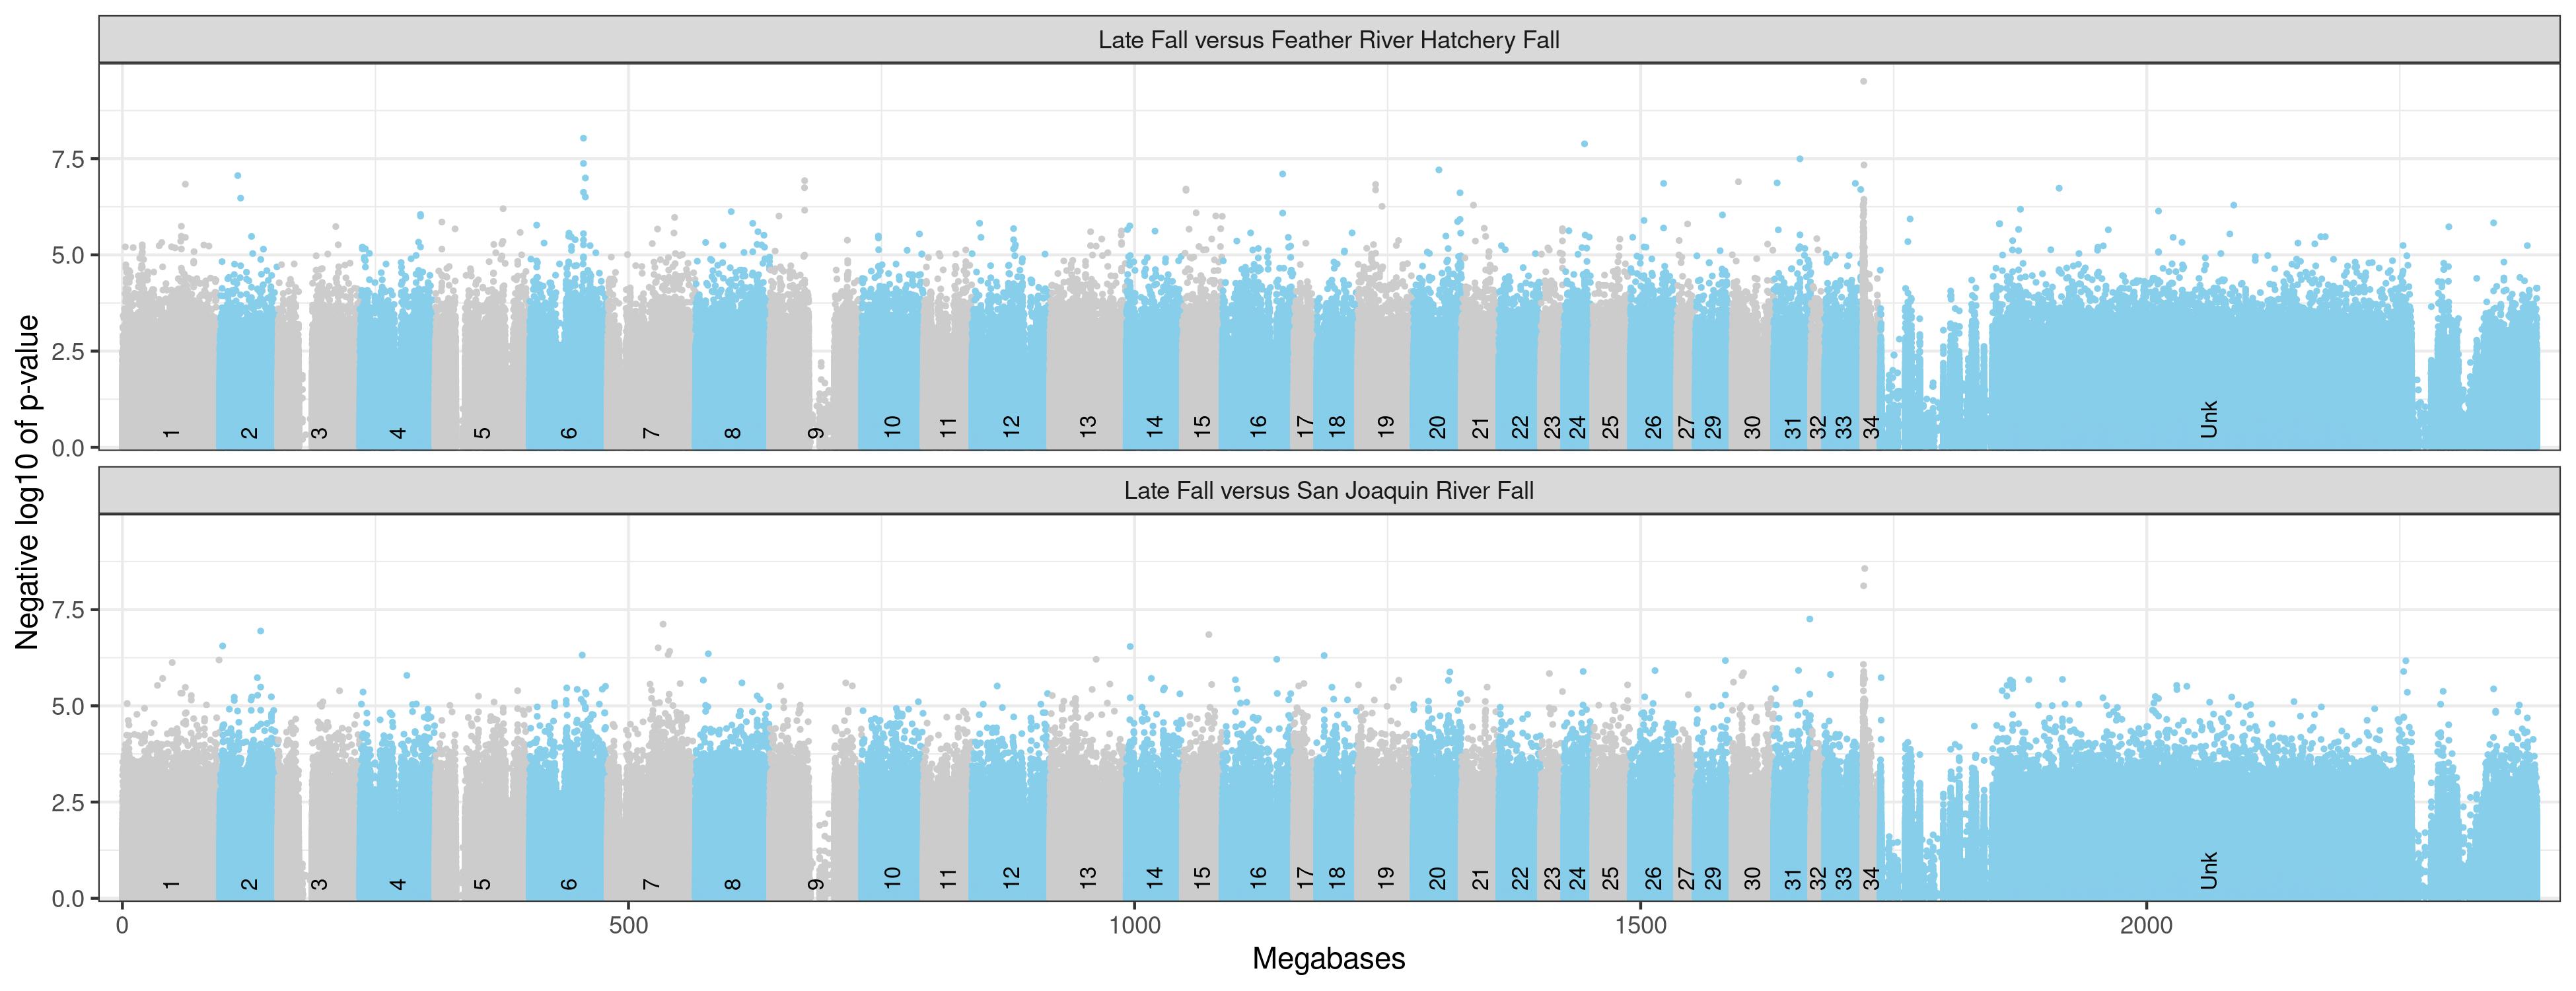 Late Fall versus Feather River Hatchery Fall
Negative log10 of p-value
7.5
5.0
2.5
0.0
1 2 3 4 5 6 7 8 9 10 11 12 13 14 15 16 17 18 19 20 21 22 23 24 25 26 27 29 30 31 32 33 34 Unk
Late Fall versus San Joaquin River Fall
7.5
5.0
2.5
0.0
1 2 3 4 5 6 7 8 9 10 11 12 13 14 15 16 17 18 19 20 21 22 23 24 25 26 27 29 30 31 32 33 34 Unk
0 500 1000 1500 2000
Megabases